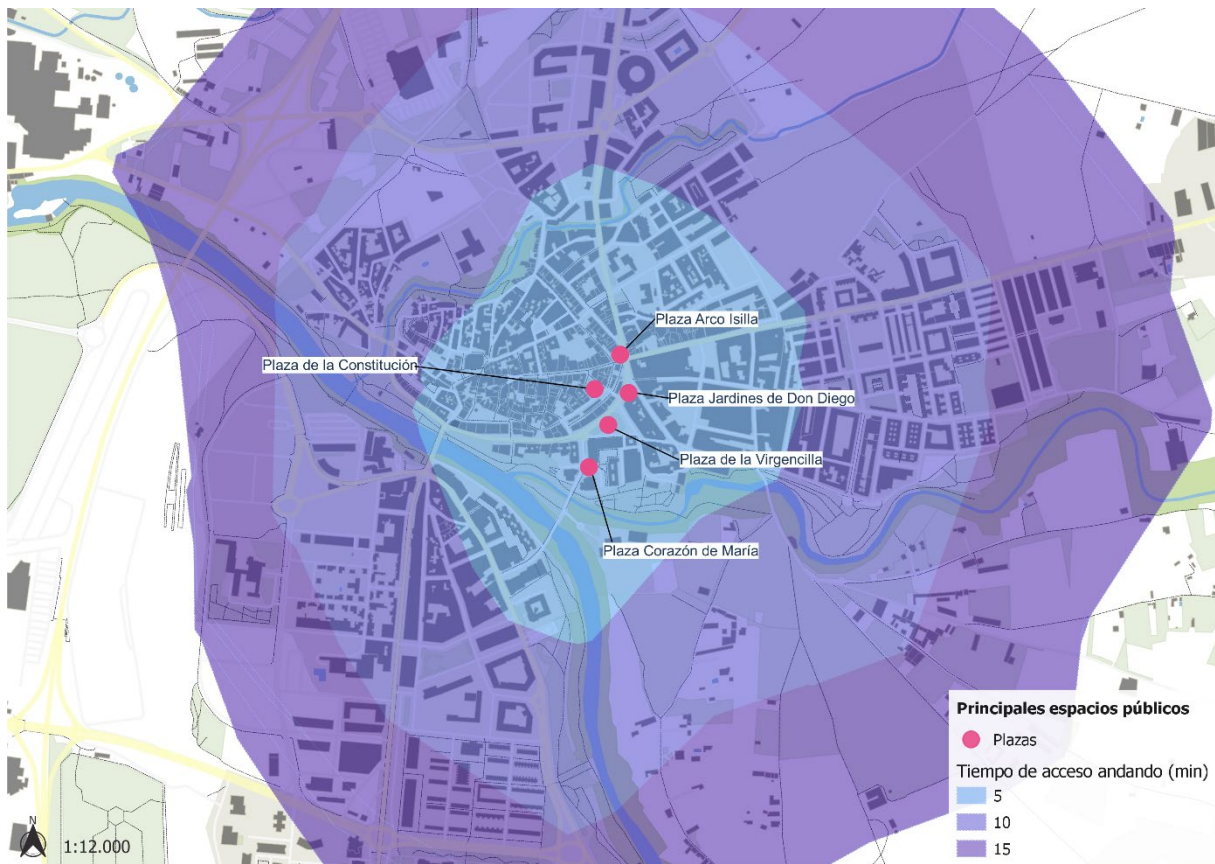 Plaza Arco Isilla
Plaza de la Constitución
Plaza Jardines de Don Diego
Plaza de la Virgencilla
Plaza Corazón de María
Principales espacios públicos
Plazas
Tiempo de acceso andando (min)
5
10
15
N
1:12.000